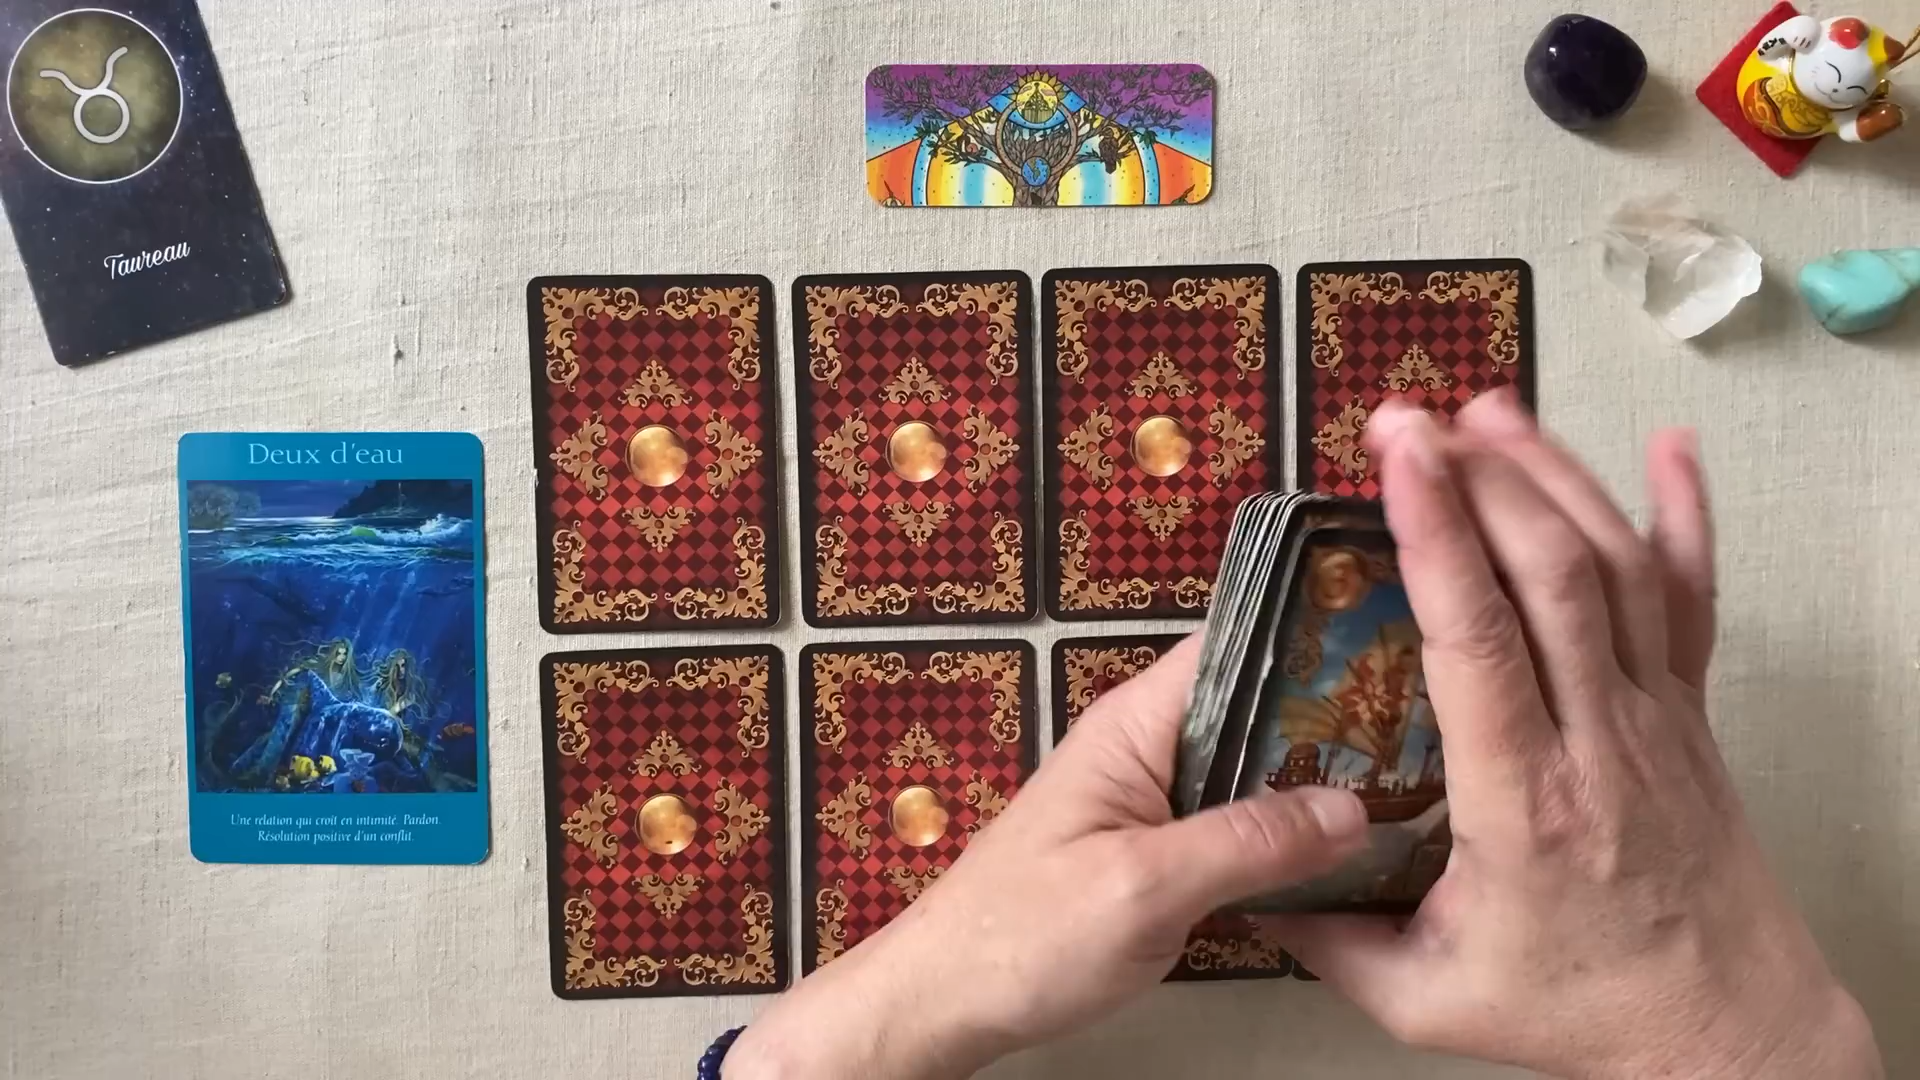 Taureau
Deux d'eau
Une relation qui croît en intimité. Pardon.
Résolution positive d'un conflit.